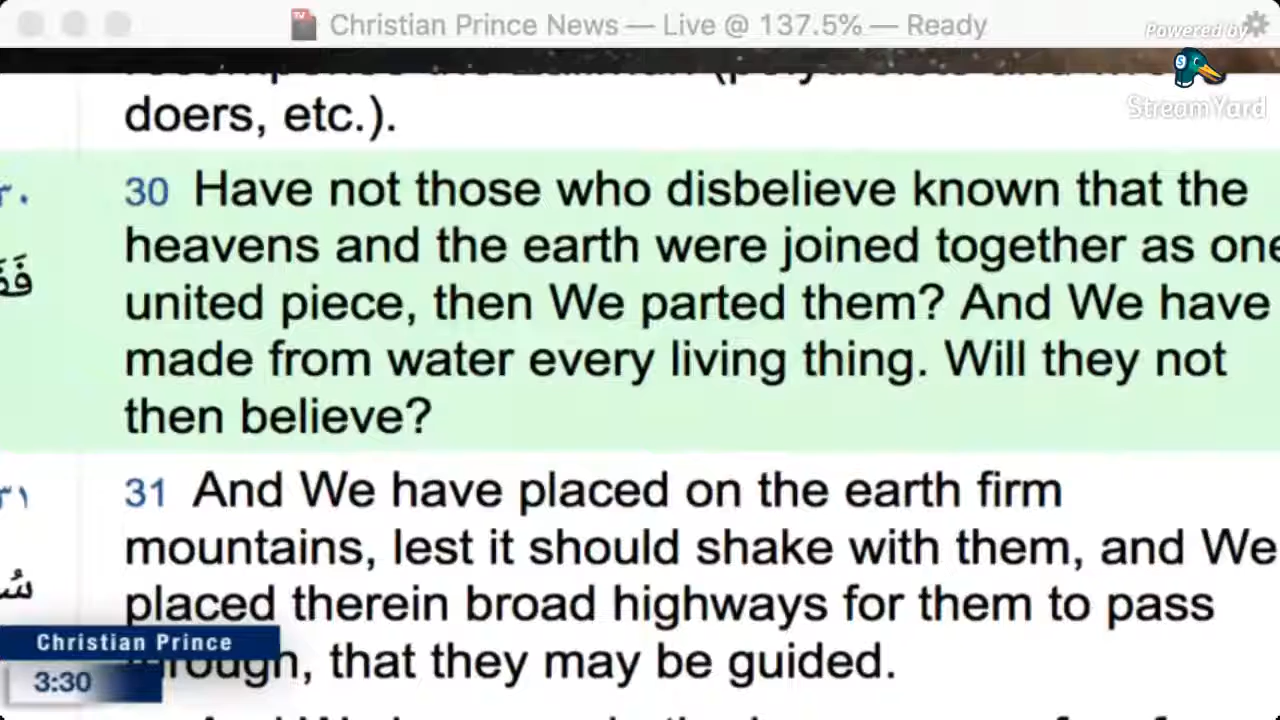 Christian Prince News — Live @ 137.5% — Ready
Powered by
StreamYard
doers, etc.).
٣٠
30 Have not those who disbelieve known that the
heavens and the earth were joined together as one
united piece, then We parted them? And We have
made from water every living thing. Will they not
then believe?
٣١
31 And We have placed on the earth firm
mountains, lest it should shake with them, and We
placed therein broad highways for them to pass
through, that they may be guided.
Christian Prince
3:30